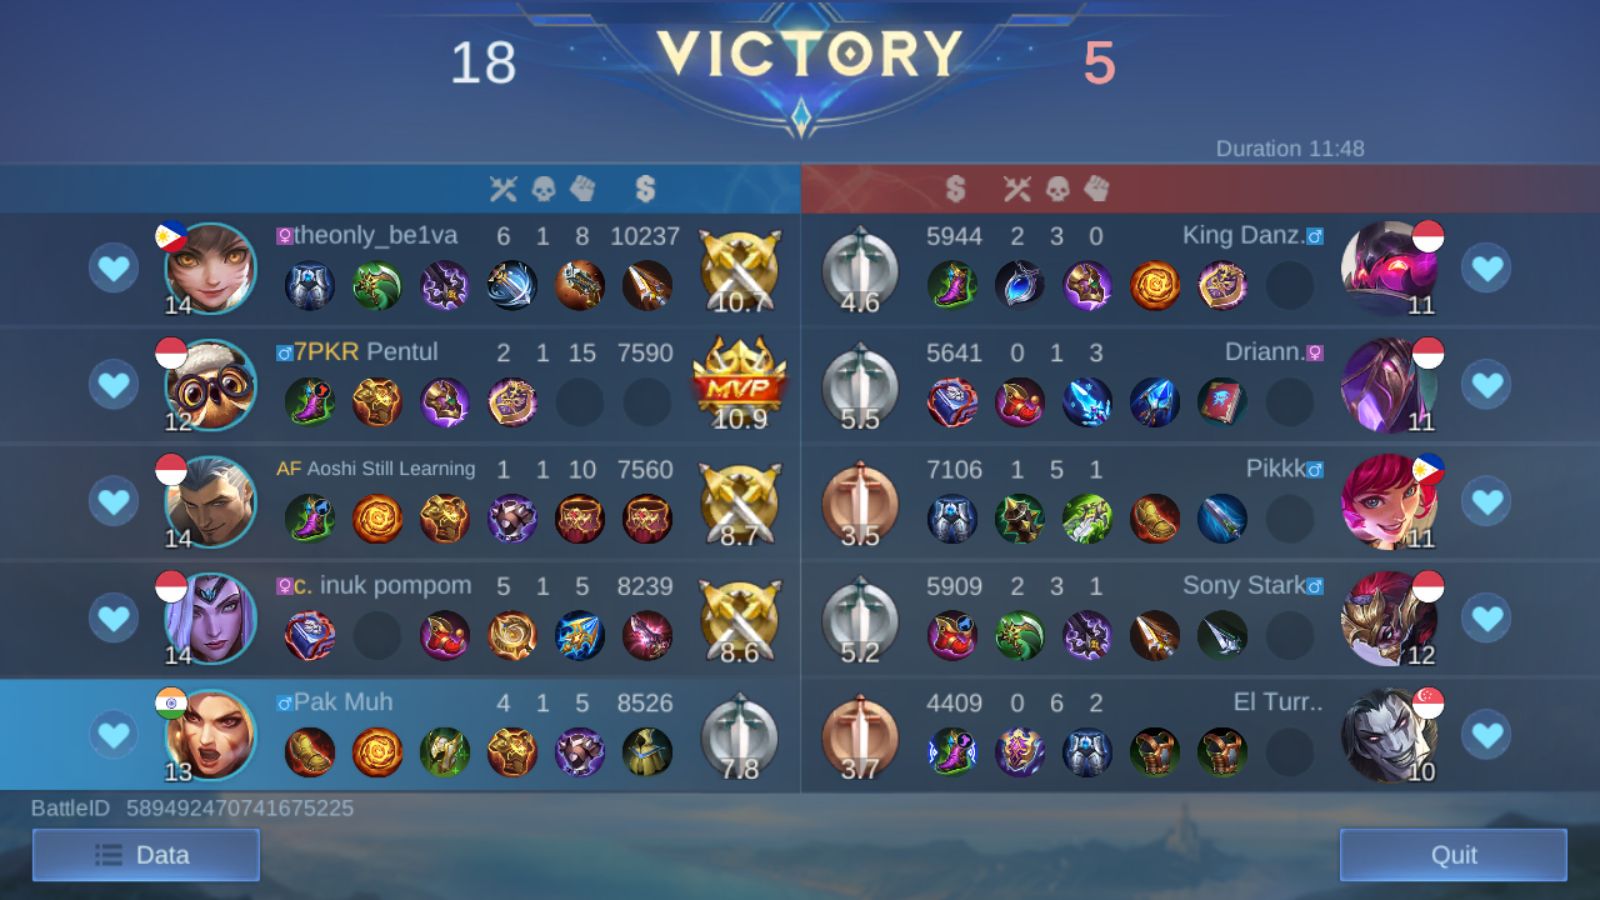 18 VICTORY 5
Duration 11:48
theonly_be1va 6 1 8 10237
14 10.7
5944 2 3 0 King Danz.
4.6 11
7PKR Pentul 2 1 15 7590
MVP
12 10.9
5641 0 1 3 Driann.
5.5 11
AF Aoshi Still Learning 1 1 10 7560
14 8.7
7106 1 5 1 Pikkk
3.5 11
c. inuk pompom 5 1 5 8239
14 8.6
5909 2 3 1 Sony Stark
5.2 12
Pak Muh 4 1 5 8526
13 7.8
4409 0 6 2 El Turr..
3.7 10
BattleID 589492470741675225
Data
Quit